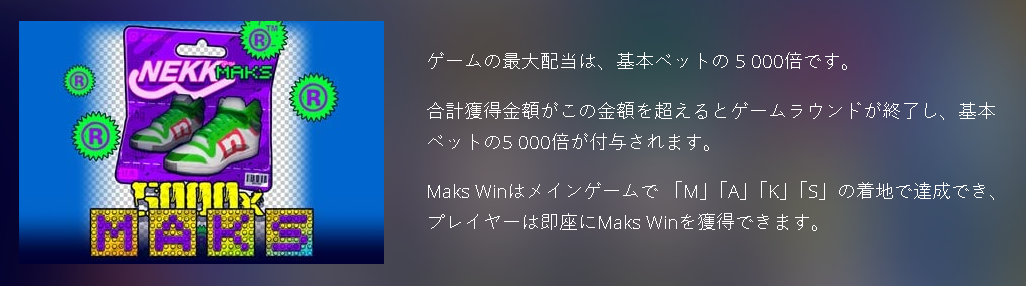 NEKK
MAKS
®
TM
®
®
®
5000x
MAKS
ゲームの最大配当は、基本ベットの 5 000倍です。
合計獲得金額がこの金額を超えるとゲームラウンドが終了し、基本
ベットの5 000倍が付与されます。
Maks Winはメインゲームで 「M」「A」「K」「S」の着地で達成でき、
プレイヤーは即座にMaks Winを獲得できます。